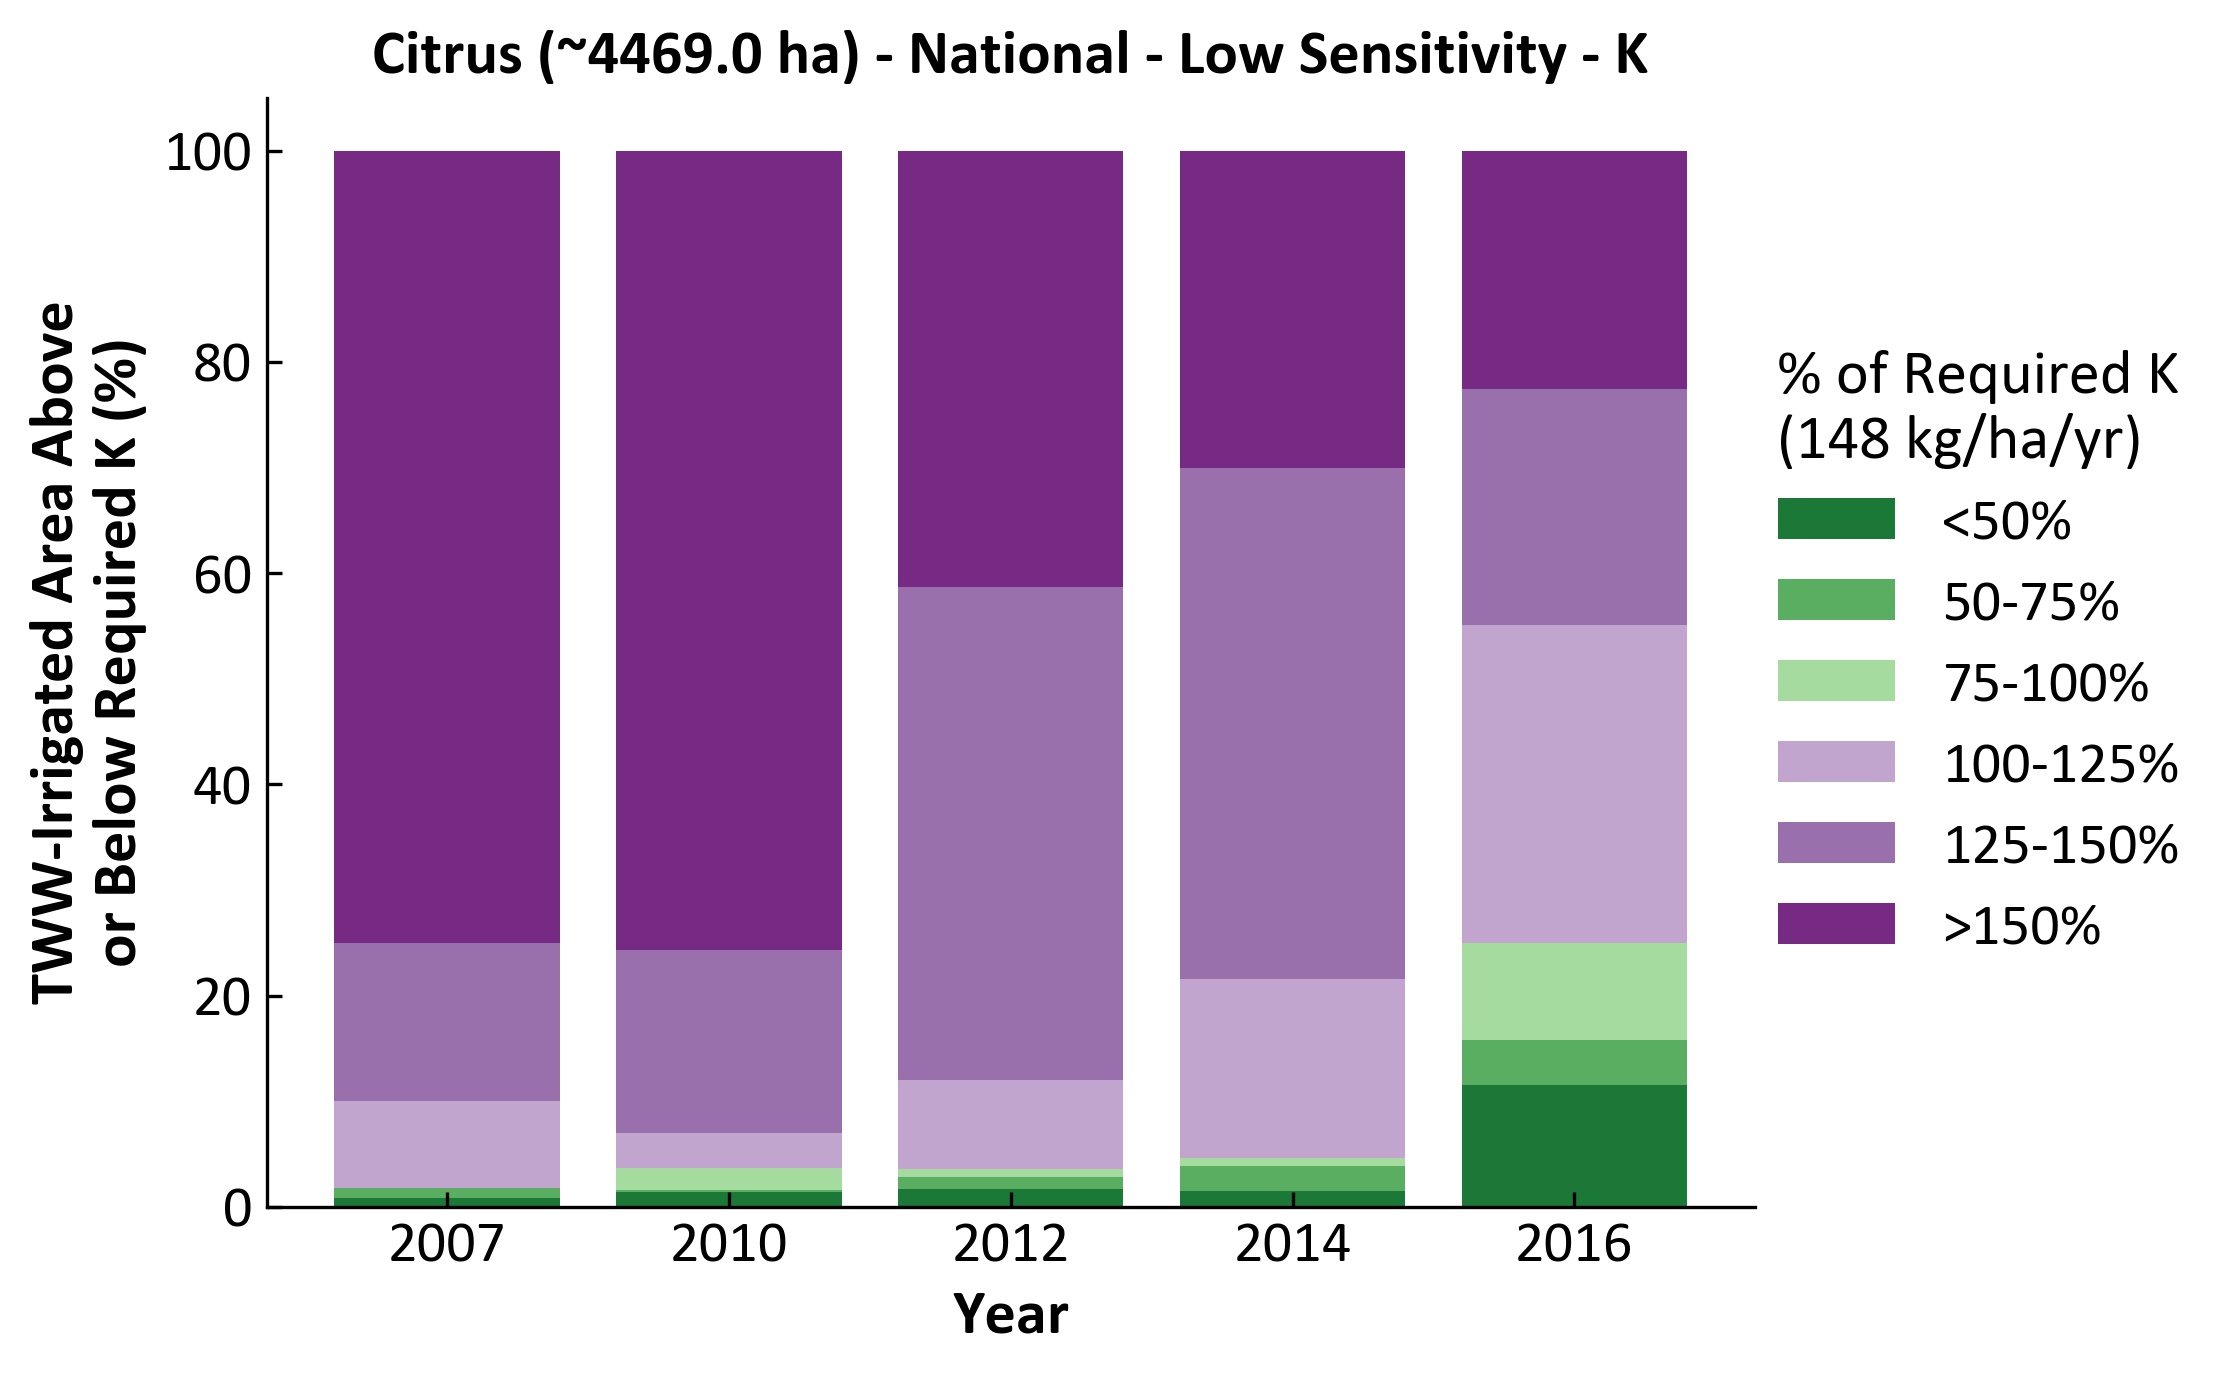 Citrus (~4469.0 ha) - National - Low Sensitivity - K
TWW-Irrigated Area Above
or Below Required K (%)
100
80
60
40
20
0
2007
2010
2012
2014
2016
Year
% of Required K
(148 kg/ha/yr)
<50%
50-75%
75-100%
100-125%
125-150%
>150%